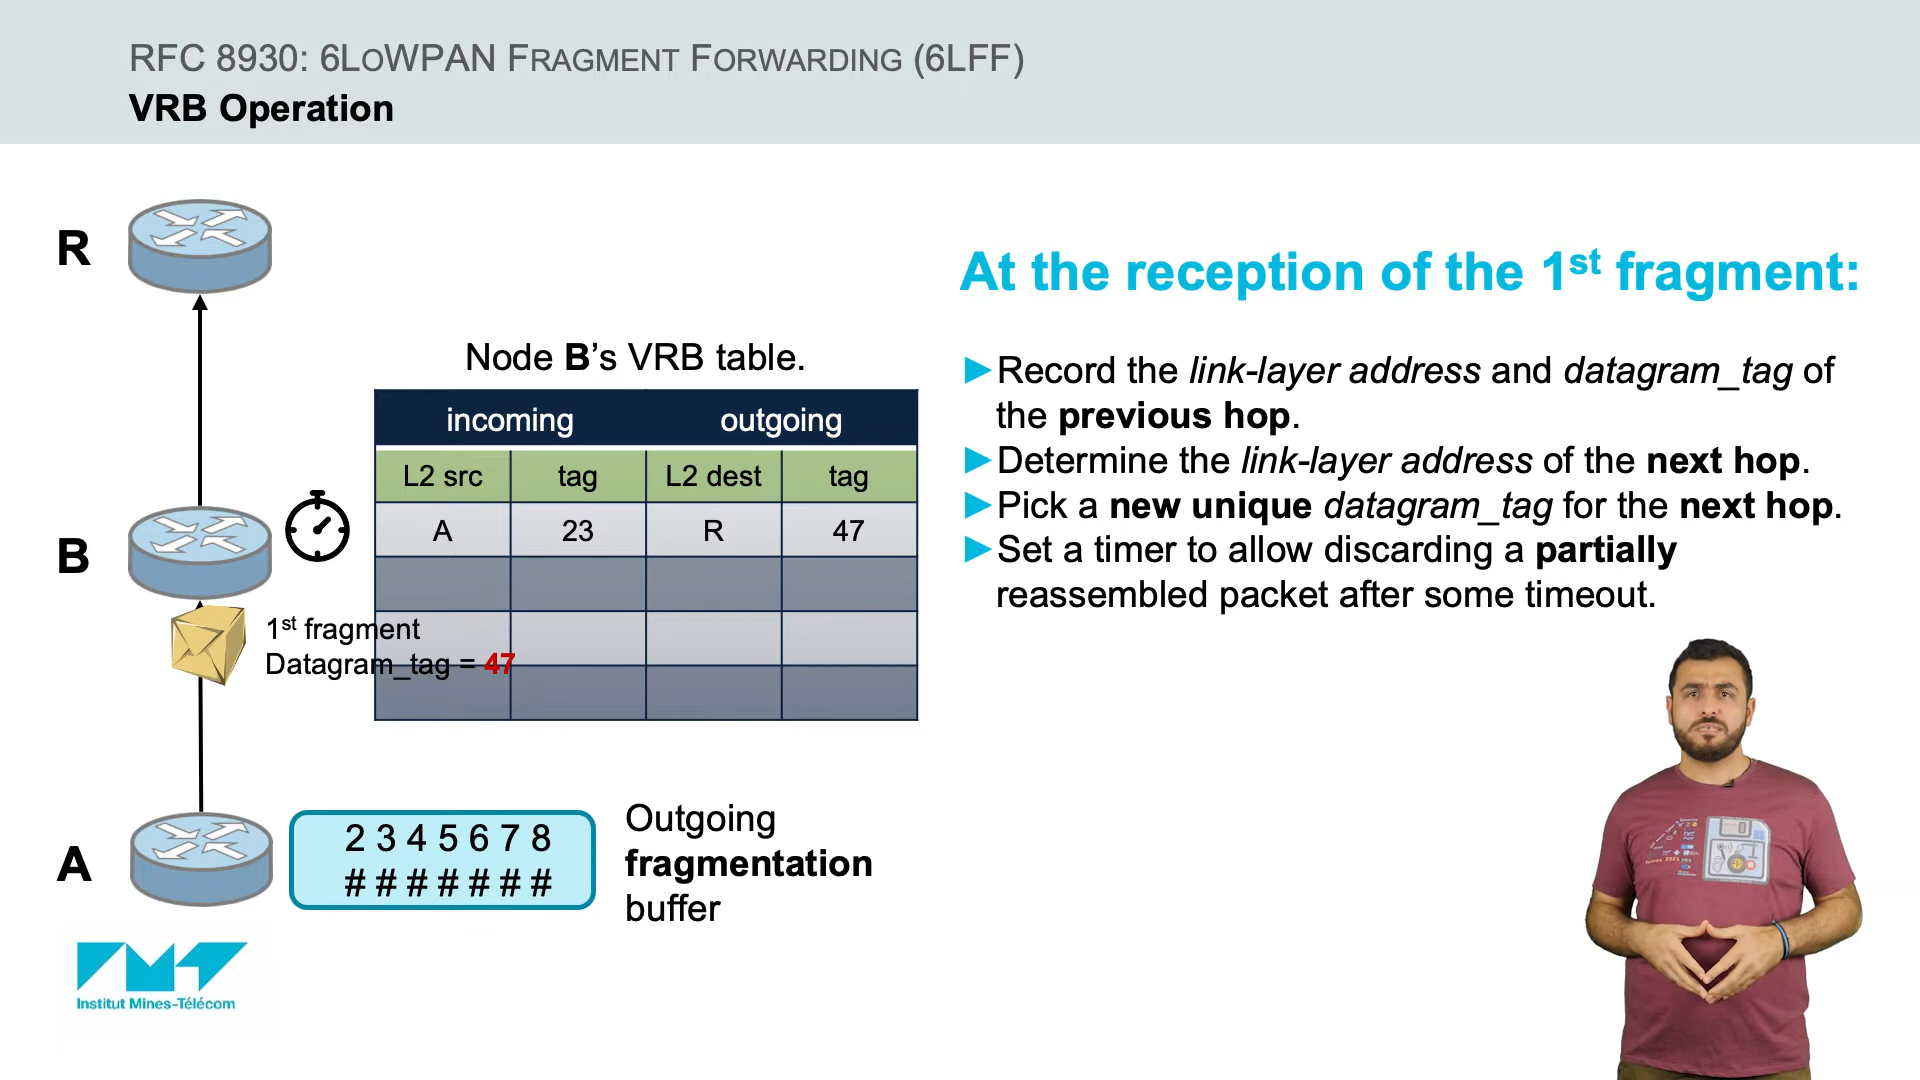 RFC 8930: 6LoWPAN Fragment Forwarding (6LFF)
VRB Operation
R
At the reception of the 1st fragment:
Node B's VRB table.
incoming outgoing
L2 src tag L2 dest tag
A 23 R 47
►Record the link-layer address and datagram_tag of
the previous hop.
►Determine the link-layer address of the next hop.
►Pick a new unique datagram_tag for the next hop.
►Set a timer to allow discarding a partially
reassembled packet after some timeout.
B
1st fragment
Datagram_tag = 47
A
2 3 4 5 6 7 8
# # # # # # #
Outgoing
fragmentation
buffer
IMT
Institut Mines-Télécom